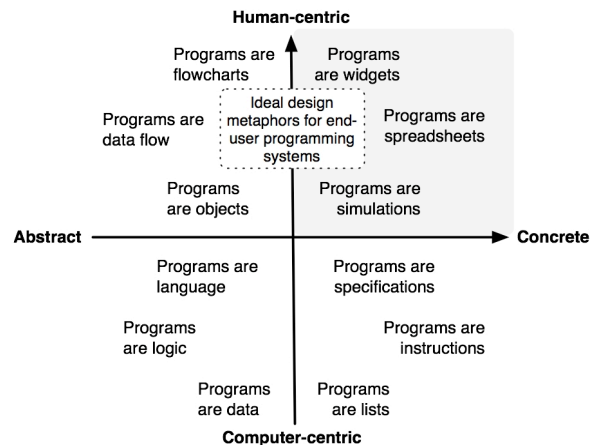 Human-centric
Programs are
flowcharts
Programs
are widgets
Ideal design
metaphors for end-
user programming
systems
Programs are
data flow
Programs are
spreadsheets
Programs
are objects
Programs are
simulations
Abstract
Concrete
Programs are
language
Programs are
specifications
Programs
are logic
Programs are
instructions
Programs
are data
Programs
are lists
Computer-centric